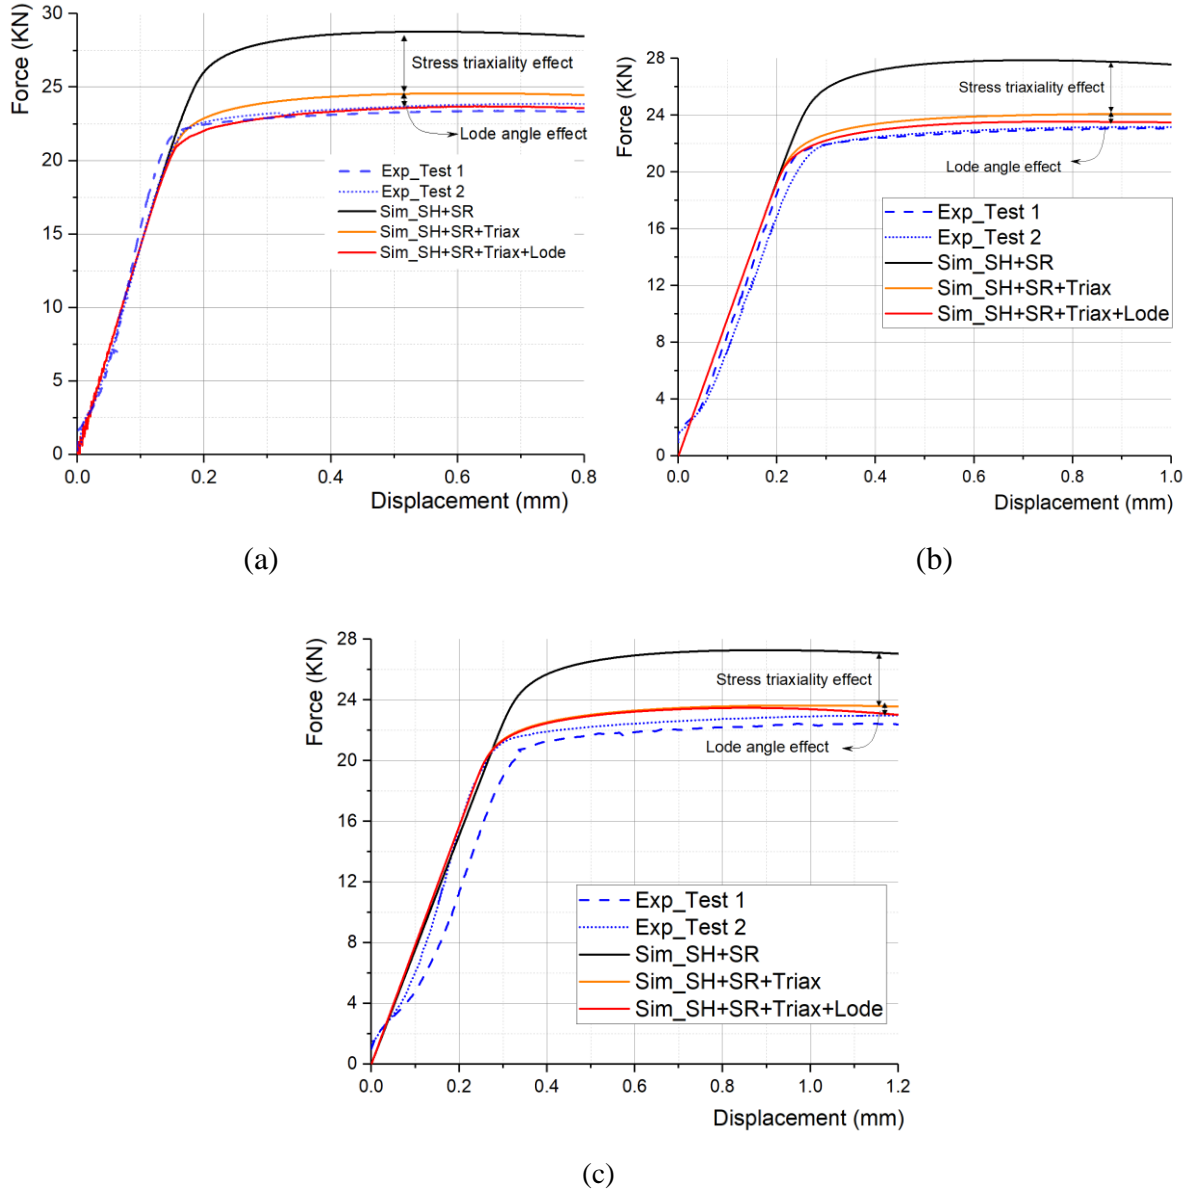 Force (KN)
30
25
20
15
10
5
0
0.0
0.2
0.4
0.6
0.8
Displacement (mm)
Stress triaxiality effect
Lode angle effect
Exp_Test 1
Exp_Test 2
Sim_SH+SR
Sim_SH+SR+Triax
Sim_SH+SR+Triax+Lode
(a)
Force (KN)
28
24
20
16
12
8
4
0
0.0
0.2
0.4
0.6
0.8
1.0
Displacement (mm)
Stress triaxiality effect
Lode angle effect
Exp_Test 1
Exp_Test 2
Sim_SH+SR
Sim_SH+SR+Triax
Sim_SH+SR+Triax+Lode
(b)
Force (KN)
28
24
20
16
12
8
4
0
0.0
0.2
0.4
0.6
0.8
1.0
1.2
Displacement (mm)
Stress triaxiality effect
Lode angle effect
Exp_Test 1
Exp_Test 2
Sim_SH+SR
Sim_SH+SR+Triax
Sim_SH+SR+Triax+Lode
(c)